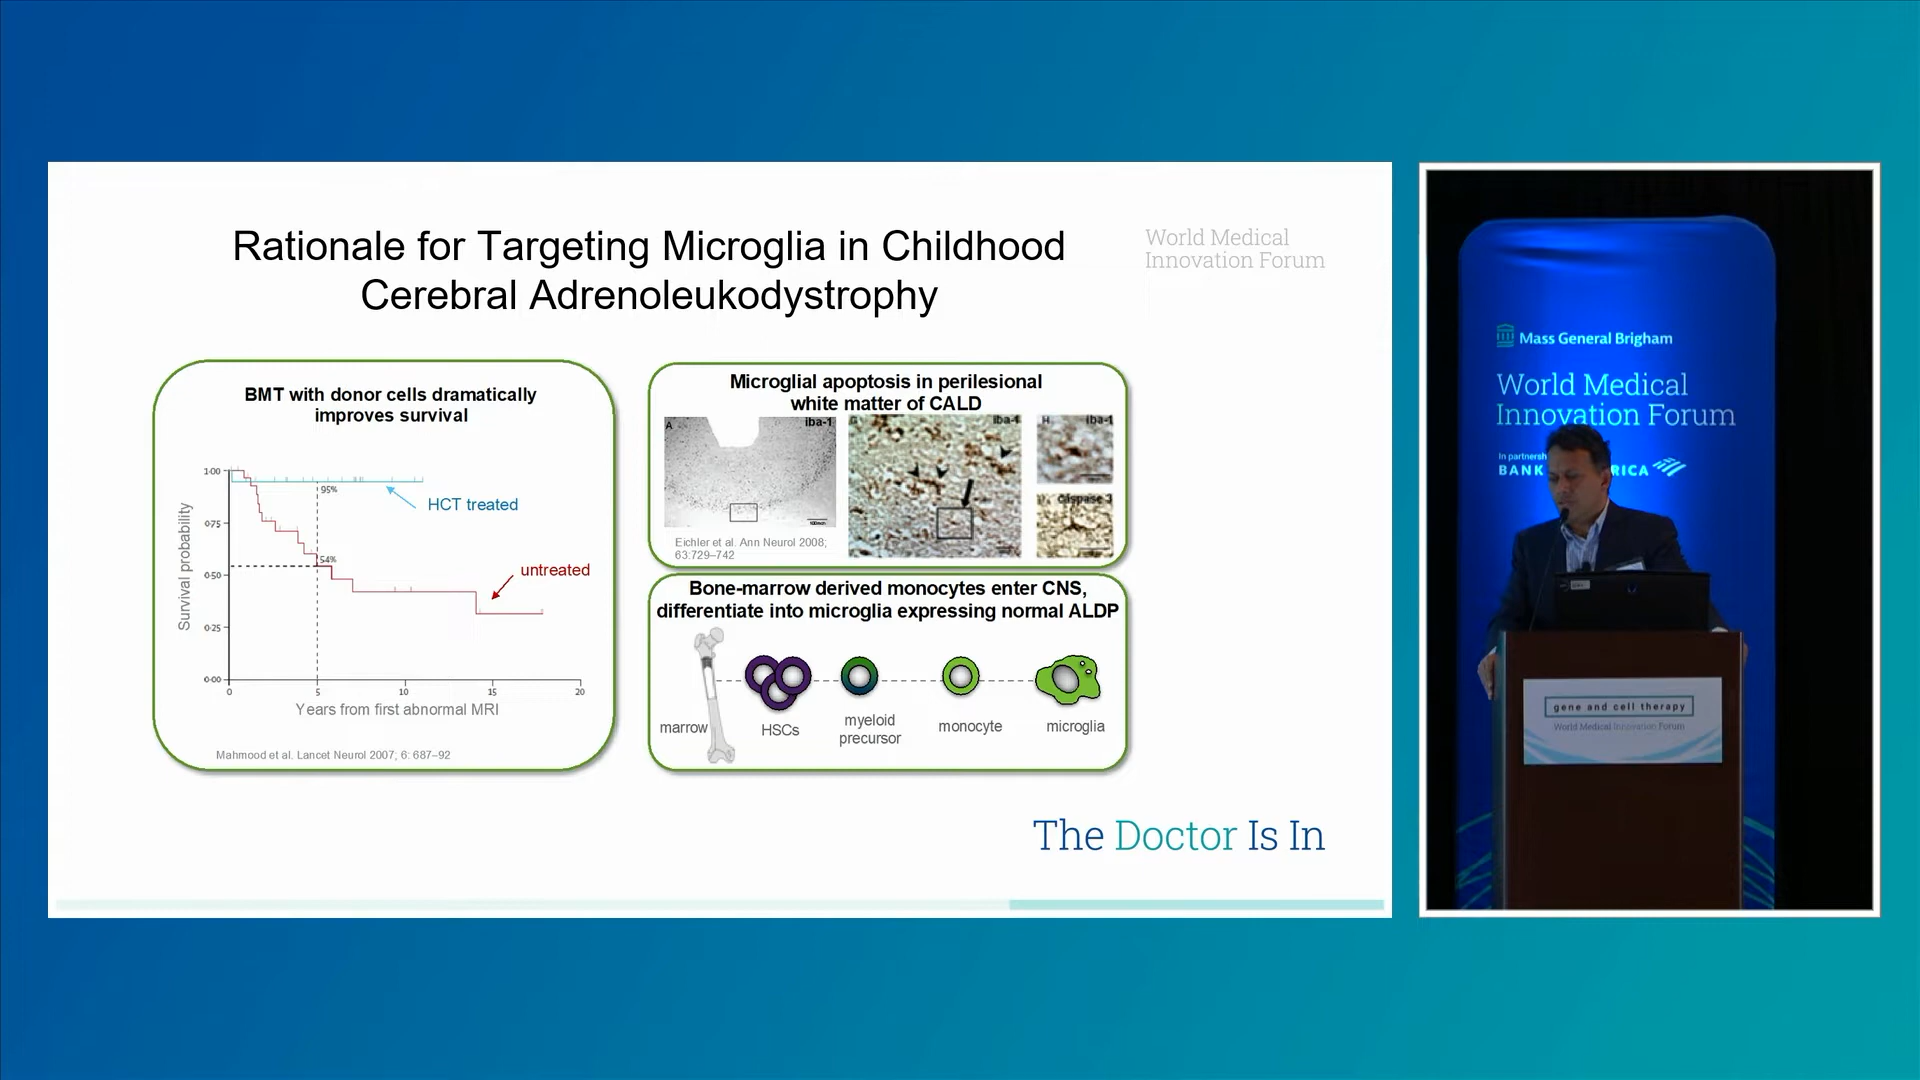 Rationale for Targeting Microglia in Childhood
Cerebral Adrenoleukodystrophy
World Medical
Innovation Forum
BMT with donor cells dramatically
improves survival
Survival probability
1·00
0·75
0·50
0·25
0·00
95%
54%
HCT treated
untreated
0 5 10 15 20
Years from first abnormal MRI
Mahmood et al. Lancet Neurol 2007; 6: 687–92
Microglial apoptosis in perilesional
white matter of CALD
A iba-1
G iba-1
H iba-1
Caspase 3
Eichler et al. Ann Neurol 2008;
63:729–742
Bone-marrow derived monocytes enter CNS,
differentiate into microglia expressing normal ALDP
marrow
HSCs
myeloid
precursor
monocyte
microglia
The Doctor Is In
Mass General Brigham
World Medical
Innovation Forum
In partnersh
BANK RICA
gene and cell therapy
World Medical Innovation Forum